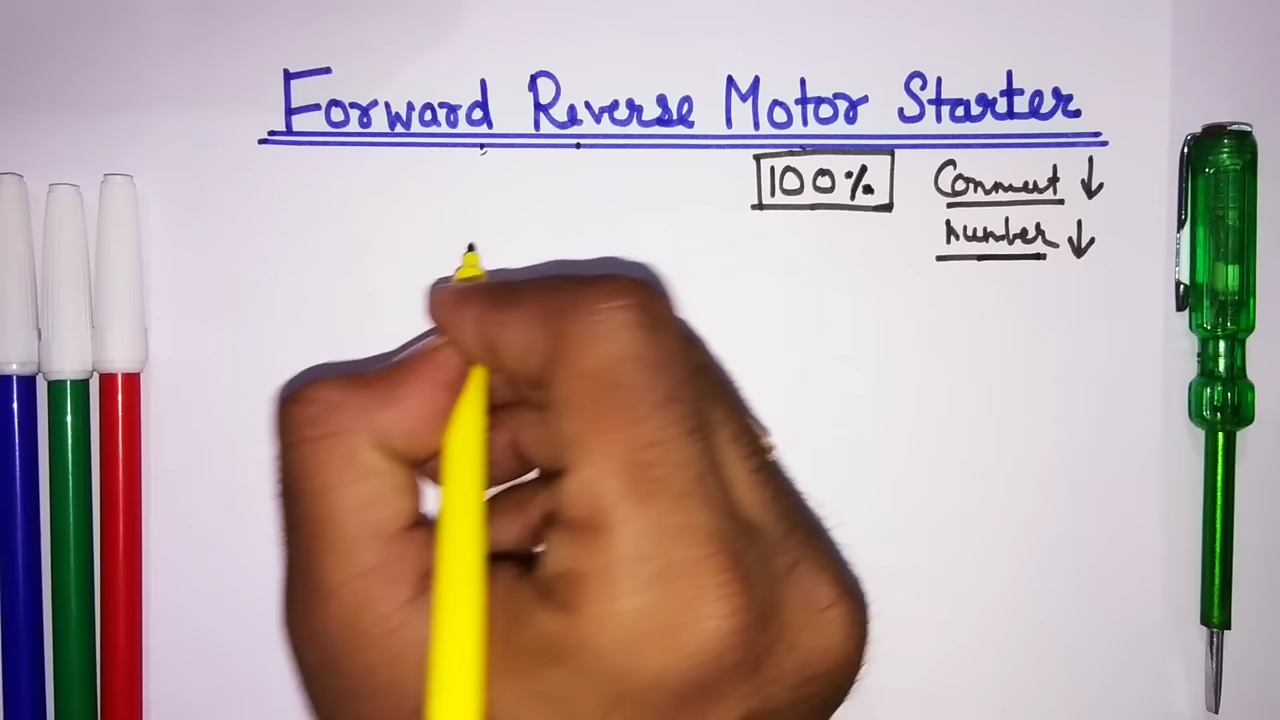 Forward Reverse Motor Starter
100% Comment ↓
number ↓